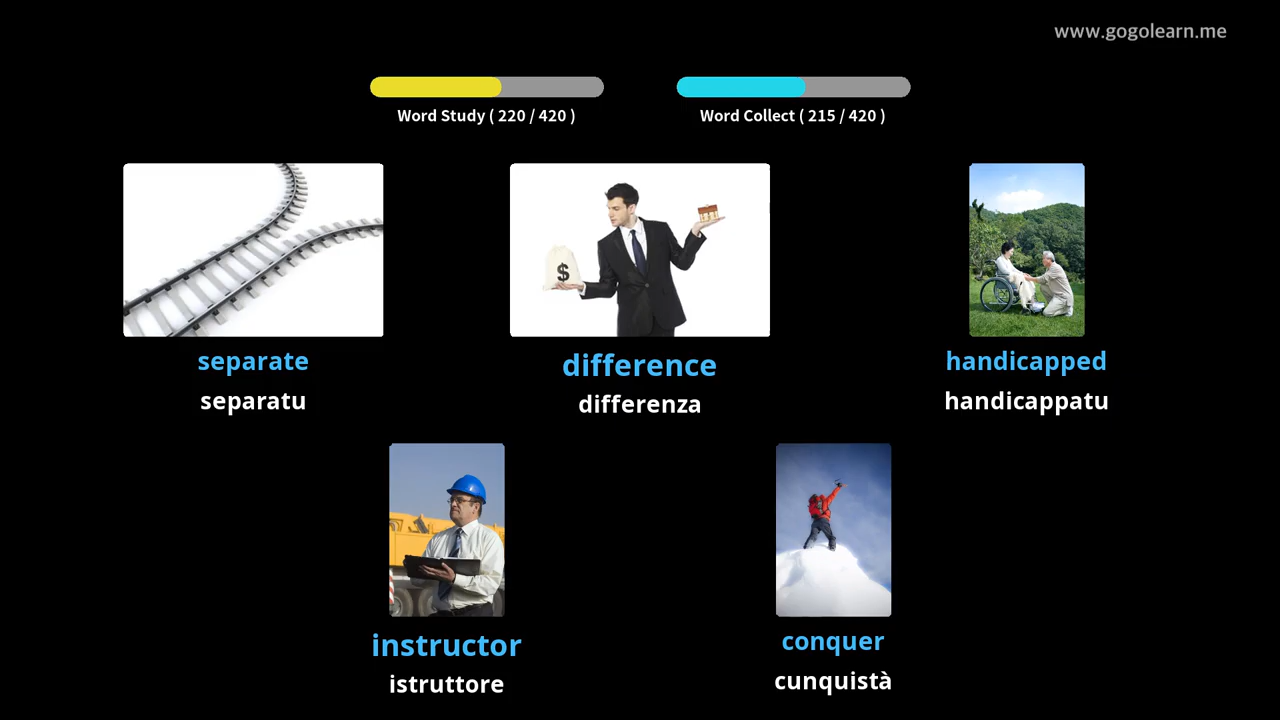 www.gogolearn.me
Word Study ( 220 / 420 )
Word Collect ( 215 / 420 )
$
separate
separatu
difference
differenza
handicapped
handicappatu
instructor
istruttore
conquer
cunquistà